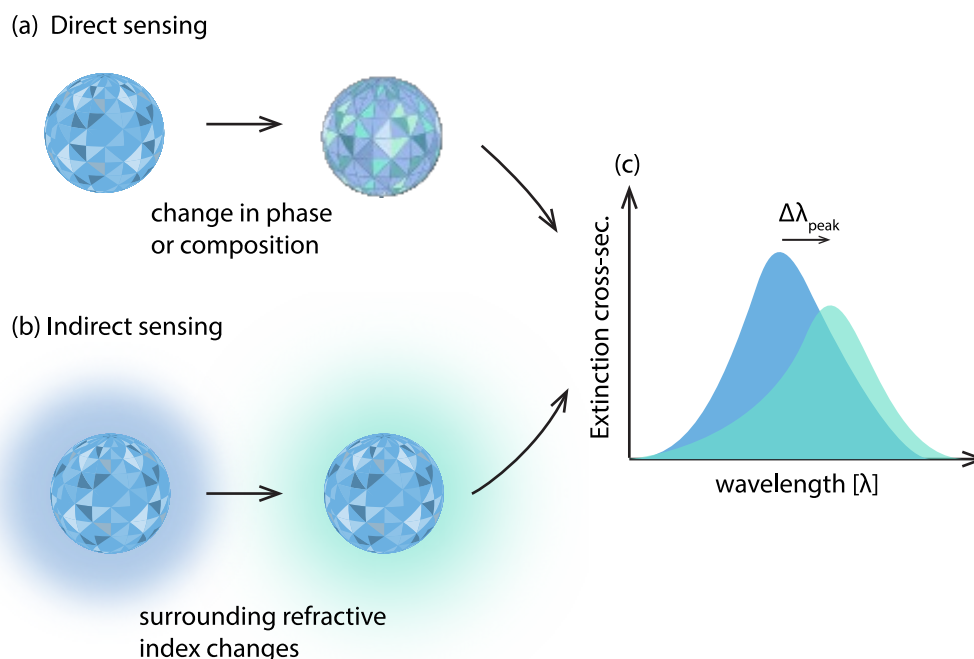 (a) Direct sensing
change in phase
or composition
(b) Indirect sensing
surrounding refractive
index changes
(c)
Δλpeak
Extinction cross-sec.
wavelength [λ]